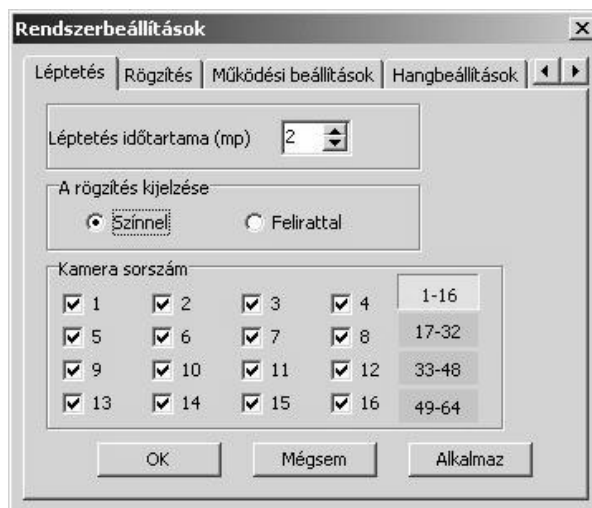 Rendszerbeállítások
Léptetés Rögzítés Működési beállítások Hangbeállítások
Léptetés időtartama (mp) 2
A rögzítés kijelzése
Színnel Felirattal
Kamera sorszám
1 2 3 4 1-16
5 6 7 8 17-32
9 10 11 12 33-48
13 14 15 16 49-64
OK Mégsem Alkalmaz